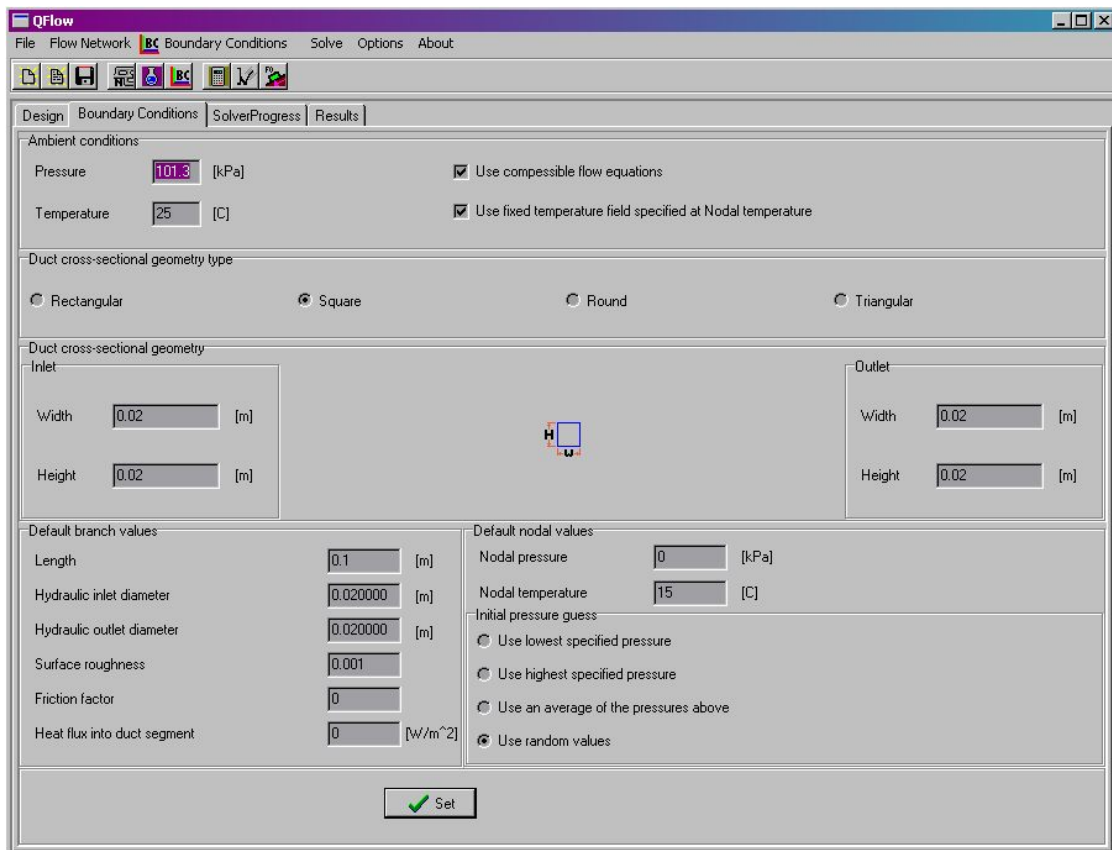 QFlow
File Flow Network BC Boundary Conditions Solve Options About
BC
Design Boundary Conditions SolverProgress Results
Ambient conditions
Pressure 101.3 [kPa] Use compessible flow equations
Temperature 25 [C] Use fixed temperature field specified at Nodal temperature
Duct cross-sectional geometry type
Rectangular Square Round Triangular
Duct cross-sectional geometry
Inlet Outlet
Width 0.02 [m] Width 0.02 [m]
H
W
Height 0.02 [m] Height 0.02 [m]
Default branch values Default nodal values
Length 0.1 [m] Nodal pressure 0 [kPa]
Hydraulic inlet diameter 0.020000 [m] Nodal temperature 15 [C]
Initial pressure guess
Hydraulic outlet diameter 0.020000 [m] Use lowest specified pressure
Surface roughness 0.001 Use highest specified pressure
Friction factor 0 Use an average of the pressures above
Heat flux into duct segment 0 [W/m^2] Use random values
Set